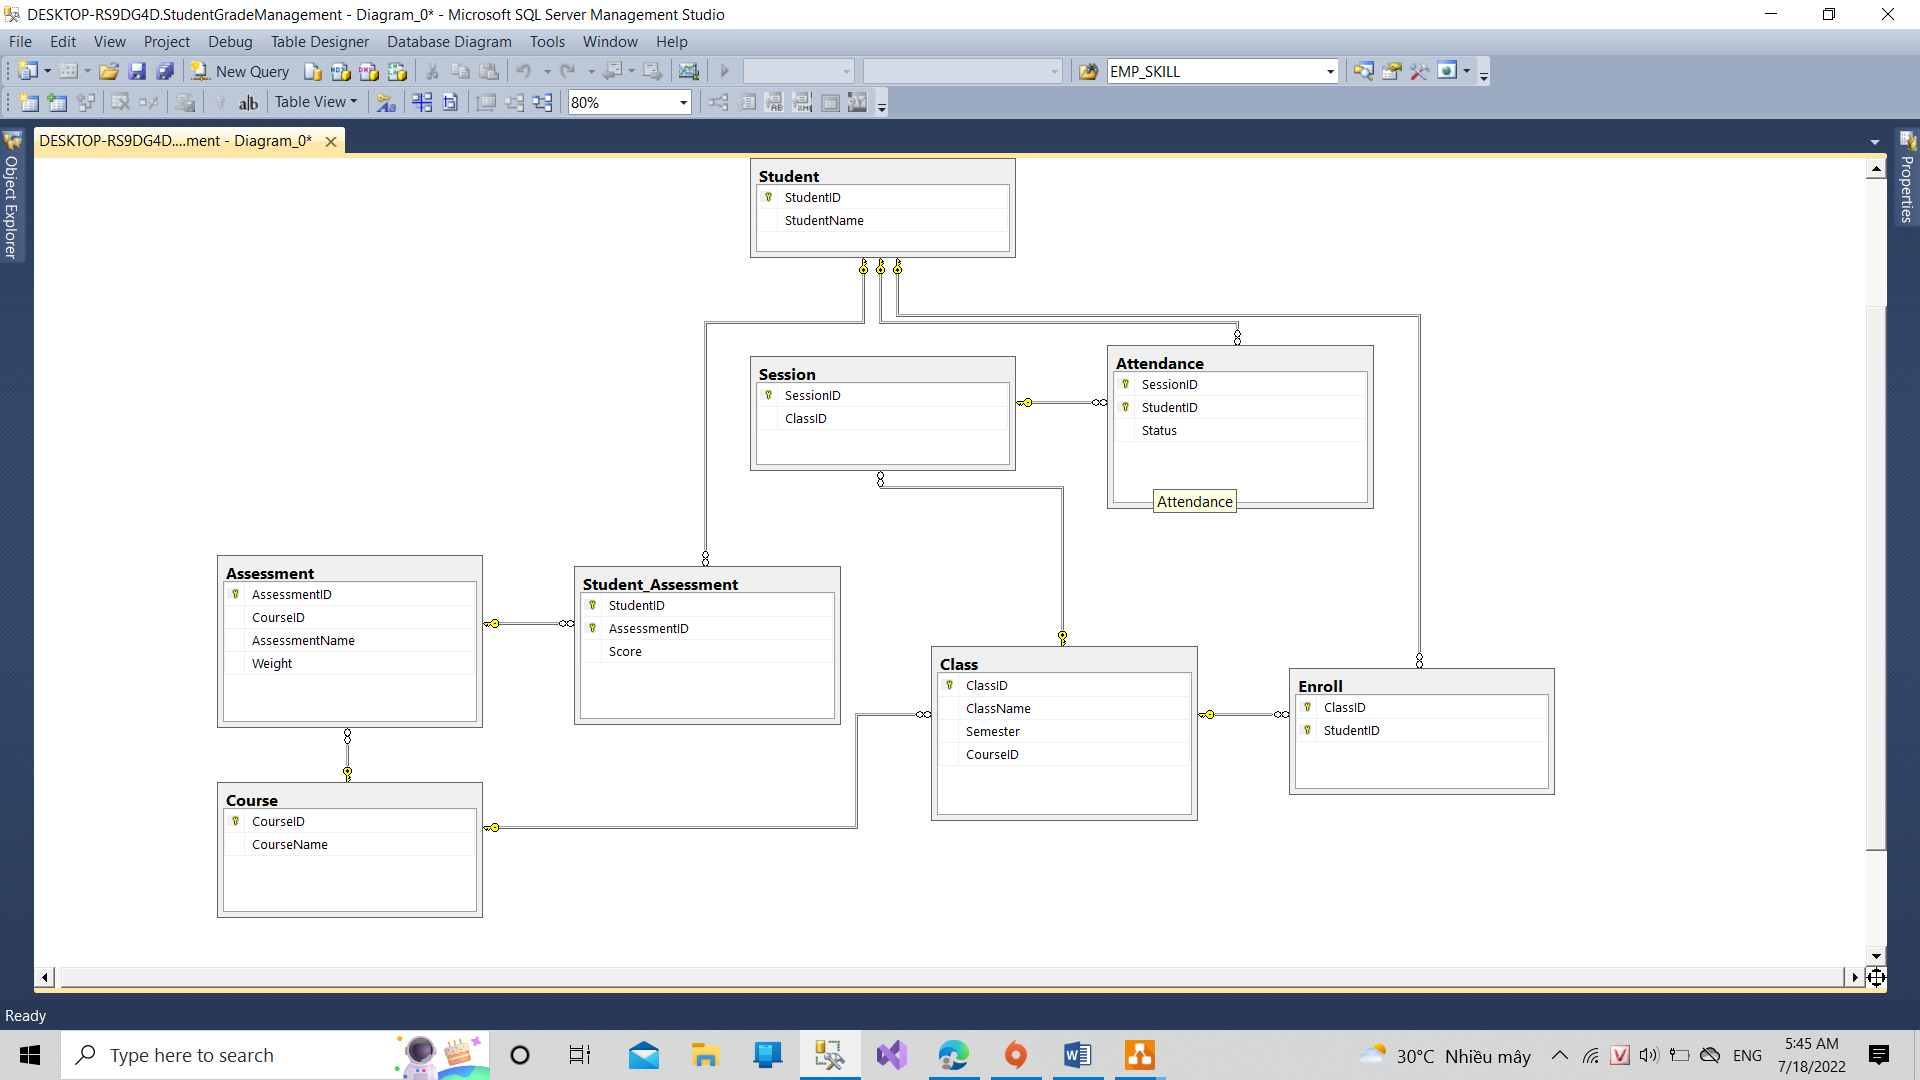 DESKTOP-RS9DG4D.StudentGradeManagement - Diagram_0* - Microsoft SQL Server Management Studio
File Edit View Project Debug Table Designer Database Diagram Tools Window Help
New Query EMP_SKILL
ab Table View 80%
DESKTOP-RS9DG4D....ment - Diagram_0*
Object Explorer
Properties
Student
StudentID
StudentName
Session
SessionID
ClassID
Attendance
SessionID
StudentID
Status
Attendance
Assessment
AssessmentID
CourseID
AssessmentName
Weight
Student_Assessment
StudentID
AssessmentID
Score
Class
ClassID
ClassName
Semester
CourseID
Enroll
ClassID
StudentID
Course
CourseID
CourseName
Ready
Type here to search
30°C Nhiều mây
ENG
5:45 AM
7/18/2022